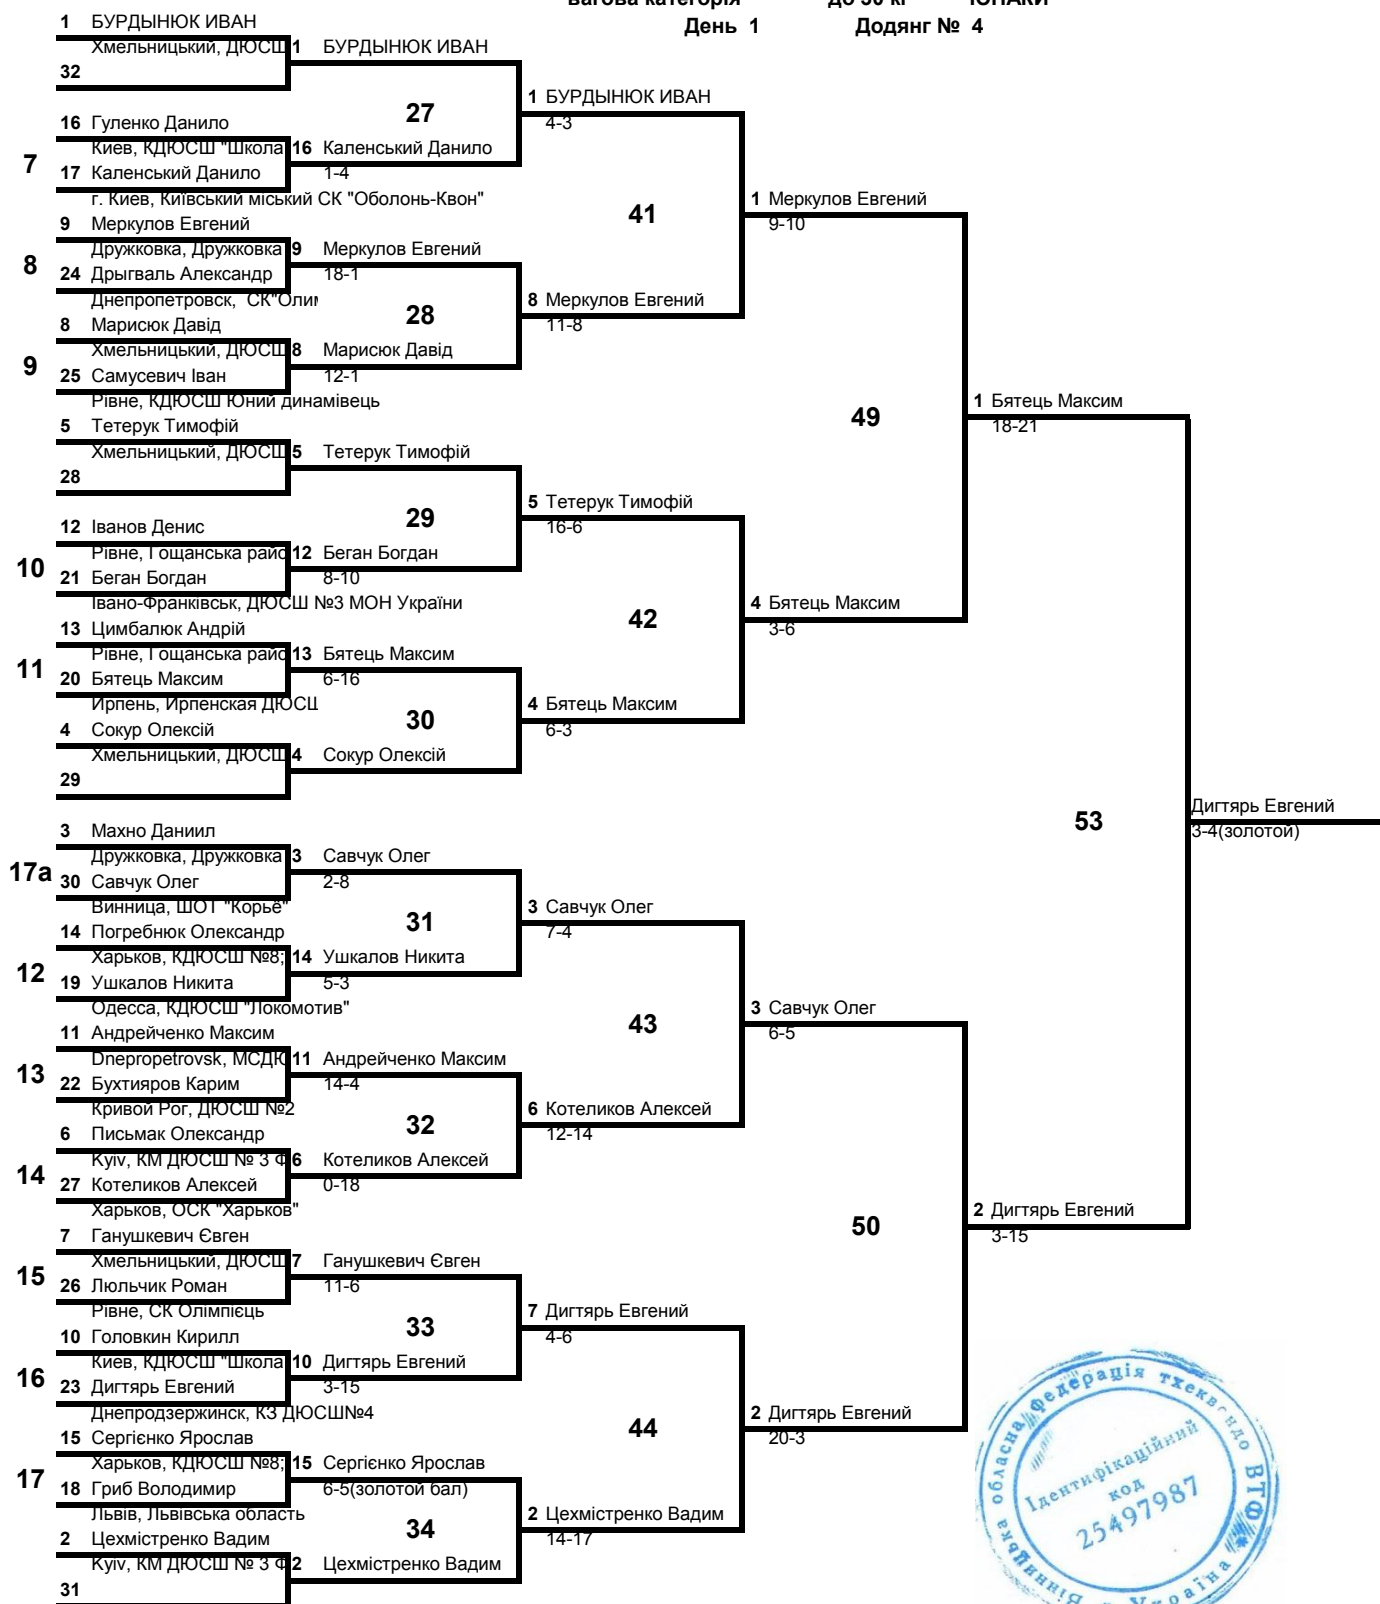 День 1 Додянг № 4
1 БУРДЫНЮК ИВАН
Хмельницький, ДЮСШ
32
16 Гуленко Данило
Киев, КДЮСШ "Школа
7
17 Каленський Данило
г. Киев, Київський міський СК "Оболонь-Квон"
9 Меркулов Евгений
Дружковка, Дружковка
8
24 Дрыгваль Александр
Днепропетровск, СК"Олим
8 Марисюк Давід
Хмельницький, ДЮСШ
9
25 Самусевич Іван
Рівне, КДЮСШ Юний динамівець
5 Тетерук Тимофій
Хмельницький, ДЮСШ
28
12 Іванов Денис
Рівне, Гощанська райо
10
21 Беган Богдан
Івано-Франківськ, ДЮСШ №3 МОН України
13 Цимбалюк Андрій
Рівне, Гощанська райо
11
20 Бятець Максим
Ирпень, Ирпенская ДЮСШ
4 Сокур Олексій
Хмельницький, ДЮСШ
29
3 Махно Даниил
Дружковка, Дружковка
17а
30 Савчук Олег
Винница, ШОТ "Корьё"
14 Погребнюк Олександр
Харьков, КДЮСШ №8;
12
19 Ушкалов Никита
Одесса, КДЮСШ "Локомотив"
11 Андрейченко Максим
Dnepropetrovsk, МСДЮ
13
22 Бухтияров Карим
Кривой Рог, ДЮСШ №2
6 Письмак Олександр
Kyiv, КМ ДЮСШ № 3 Ф
14
27 Котеликов Алексей
Харьков, ОСК "Харьков"
7 Ганушкевич Євген
Хмельницький, ДЮСШ
15
26 Люльчик Роман
Рівне, СК Олімпієць
10 Головкин Кирилл
Киев, КДЮСШ "Школа
16
23 Дигтярь Евгений
Днепродзержинск, КЗ ДЮСШ№4
15 Сергієнко Ярослав
Харьков, КДЮСШ №8;
17
18 Гриб Володимир
Львів, Львівська область
2 Цехмістренко Вадим
Kyiv, КМ ДЮСШ № 3 Ф
31
1 БУРДЫНЮК ИВАН
27
16 Каленський Данило
1-4
9 Меркулов Евгений
18-1
28
8 Марисюк Давід
12-1
5 Тетерук Тимофій
29
12 Беган Богдан
8-10
13 Бятець Максим
6-16
30
4 Сокур Олексій
3 Савчук Олег
2-8
31
14 Ушкалов Никита
5-3
11 Андрейченко Максим
14-4
32
6 Котеликов Алексей
0-18
7 Ганушкевич Євген
11-6
33
10 Дигтярь Евгений
3-15
15 Сергієнко Ярослав
6-5(золотой бал)
34
2 Цехмістренко Вадим
1 БУРДЫНЮК ИВАН
4-3
41
8 Меркулов Евгений
11-8
5 Тетерук Тимофій
16-6
42
4 Бятець Максим
6-3
3 Савчук Олег
7-4
43
6 Котеликов Алексей
12-14
7 Дигтярь Евгений
4-6
44
2 Цехмістренко Вадим
14-17
1 Меркулов Евгений
9-10
49
4 Бятець Максим
3-6
3 Савчук Олег
6-5
50
2 Дигтярь Евгений
20-3
1 Бятець Максим
18-21
53
2 Дигтярь Евгений
3-15
Дигтярь Евгений
3-4(золотой)
обласна федерація тхеквондо ВТФ
Ідентифікаційний
код
25497987
Україна